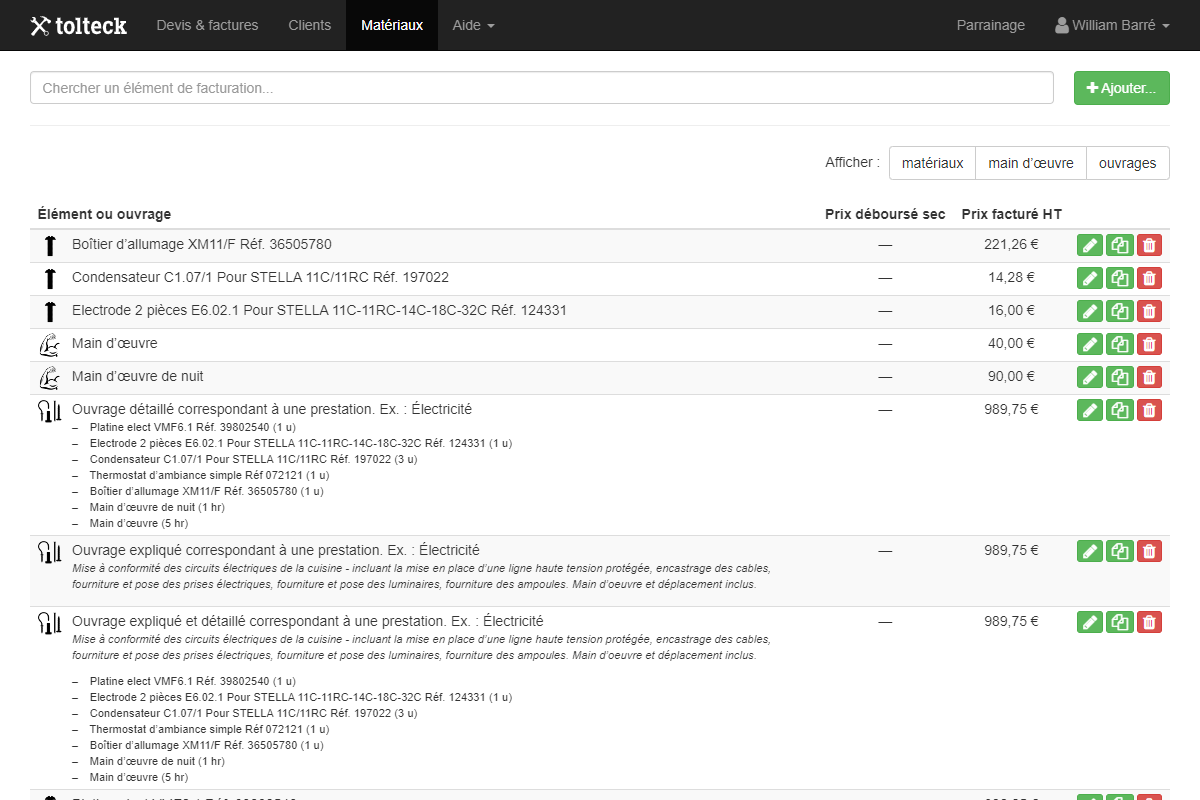 tolteck Devis & factures Clients Matériaux Aide Parrainage William Barré
Chercher un élément de facturation...
Ajouter...
Afficher : matériaux main d’œuvre ouvrages
Élément ou ouvrage Prix déboursé sec Prix facturé HT
Boîtier d’allumage XM11/F Réf. 36505780 — 221,26 €
Condensateur C1.07/1 Pour STELLA 11C/11RC Réf. 197022 — 14,28 €
Electrode 2 pièces E6.02.1 Pour STELLA 11C-11RC-14C-18C-32C Réf. 124331 — 16,00 €
Main d’œuvre — 40,00 €
Main d’œuvre de nuit — 90,00 €
Ouvrage détaillé correspondant à une prestation. Ex. : Électricité — 989,75 €
– Platine elect VMF6.1 Réf. 39802540 (1 u)
– Electrode 2 pièces E6.02.1 Pour STELLA 11C-11RC-14C-18C-32C Réf. 124331 (1 u)
– Condensateur C1.07/1 Pour STELLA 11C/11RC Réf. 197022 (3 u)
– Thermostat d’ambiance simple Réf 072121 (1 u)
– Boîtier d’allumage XM11/F Réf. 36505780 (1 u)
– Main d’œuvre de nuit (1 hr)
– Main d’œuvre (5 hr)
Ouvrage expliqué correspondant à une prestation. Ex. : Électricité — 989,75 €
Mise à conformité des circuits électriques de la cuisine - incluant la mise en place d’une ligne haute tension protégée, encastrage des cables,
fourniture et pose des prises électriques, fourniture et pose des luminaires, fourniture des ampoules. Main d’oeuvre et déplacement inclus.
Ouvrage expliqué et détaillé correspondant à une prestation. Ex. : Électricité — 989,75 €
Mise à conformité des circuits électriques de la cuisine - incluant la mise en place d’une ligne haute tension protégée, encastrage des cables,
fourniture et pose des prises électriques, fourniture et pose des luminaires, fourniture des ampoules. Main d’oeuvre et déplacement inclus.
– Platine elect VMF6.1 Réf. 39802540 (1 u)
– Electrode 2 pièces E6.02.1 Pour STELLA 11C-11RC-14C-18C-32C Réf. 124331 (1 u)
– Condensateur C1.07/1 Pour STELLA 11C/11RC Réf. 197022 (3 u)
– Thermostat d’ambiance simple Réf 072121 (1 u)
– Boîtier d’allumage XM11/F Réf. 36505780 (1 u)
– Main d’œuvre de nuit (1 hr)
– Main d’œuvre (5 hr)